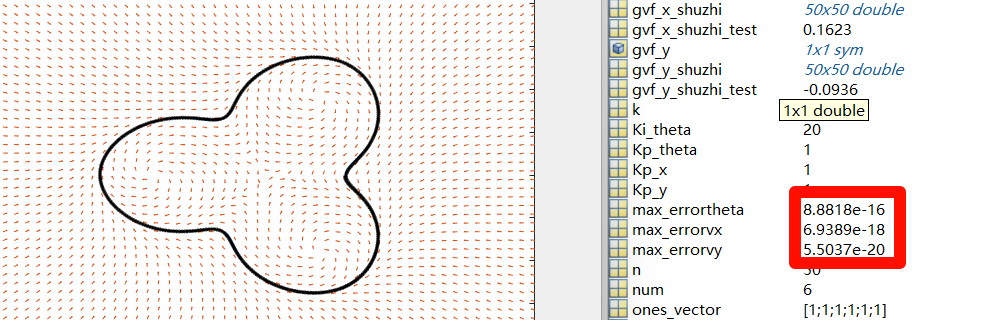 gvf_x_shuzhi 50x50 double
gvf_x_shuzhi_test 0.1623
gvf_y 1x1 sym
gvf_y_shuzhi 50x50 double
gvf_y_shuzhi_test -0.0936
k 1x1 double
Ki_theta 20
Kp_theta 1
Kp_x 1
Kp_y
max_errortheta 8.8818e-16
max_errorvx 6.9389e-18
max_errorvy 5.5037e-20
n 50
num 6
ones_vector [1;1;1;1;1;1]